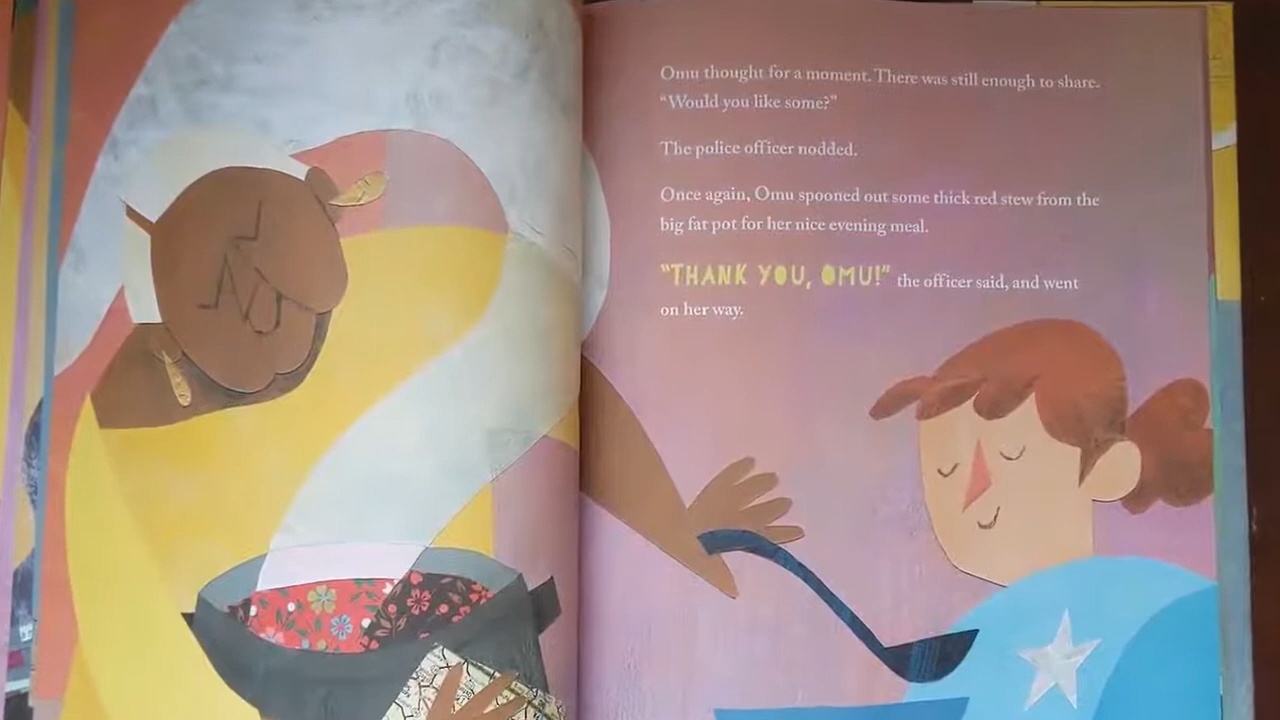 Omu thought for a moment. There was still enough to share.
“Would you like some?”
The police officer nodded.
Once again, Omu spooned out some thick red stew from the
big fat pot for her nice evening meal.
“THANK YOU, OMU!” the officer said, and went
on her way.